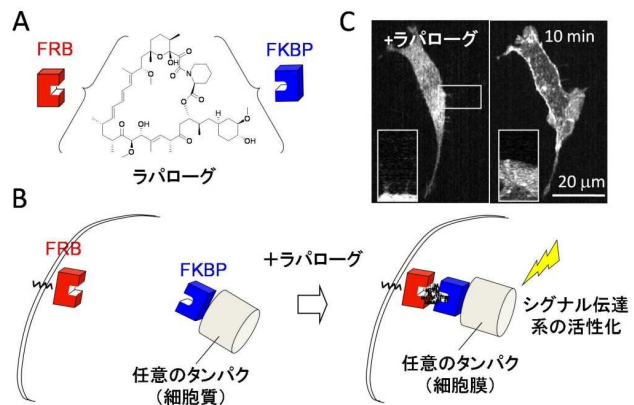 A
FRB
FKBP
ラパローグ
C
+ラパローグ
10 min
20 μm
B
FRB
FKBP
任意のタンパク
(細胞質)
+ラパローグ
任意のタンパク
(細胞膜)
シグナル伝達
系の活性化